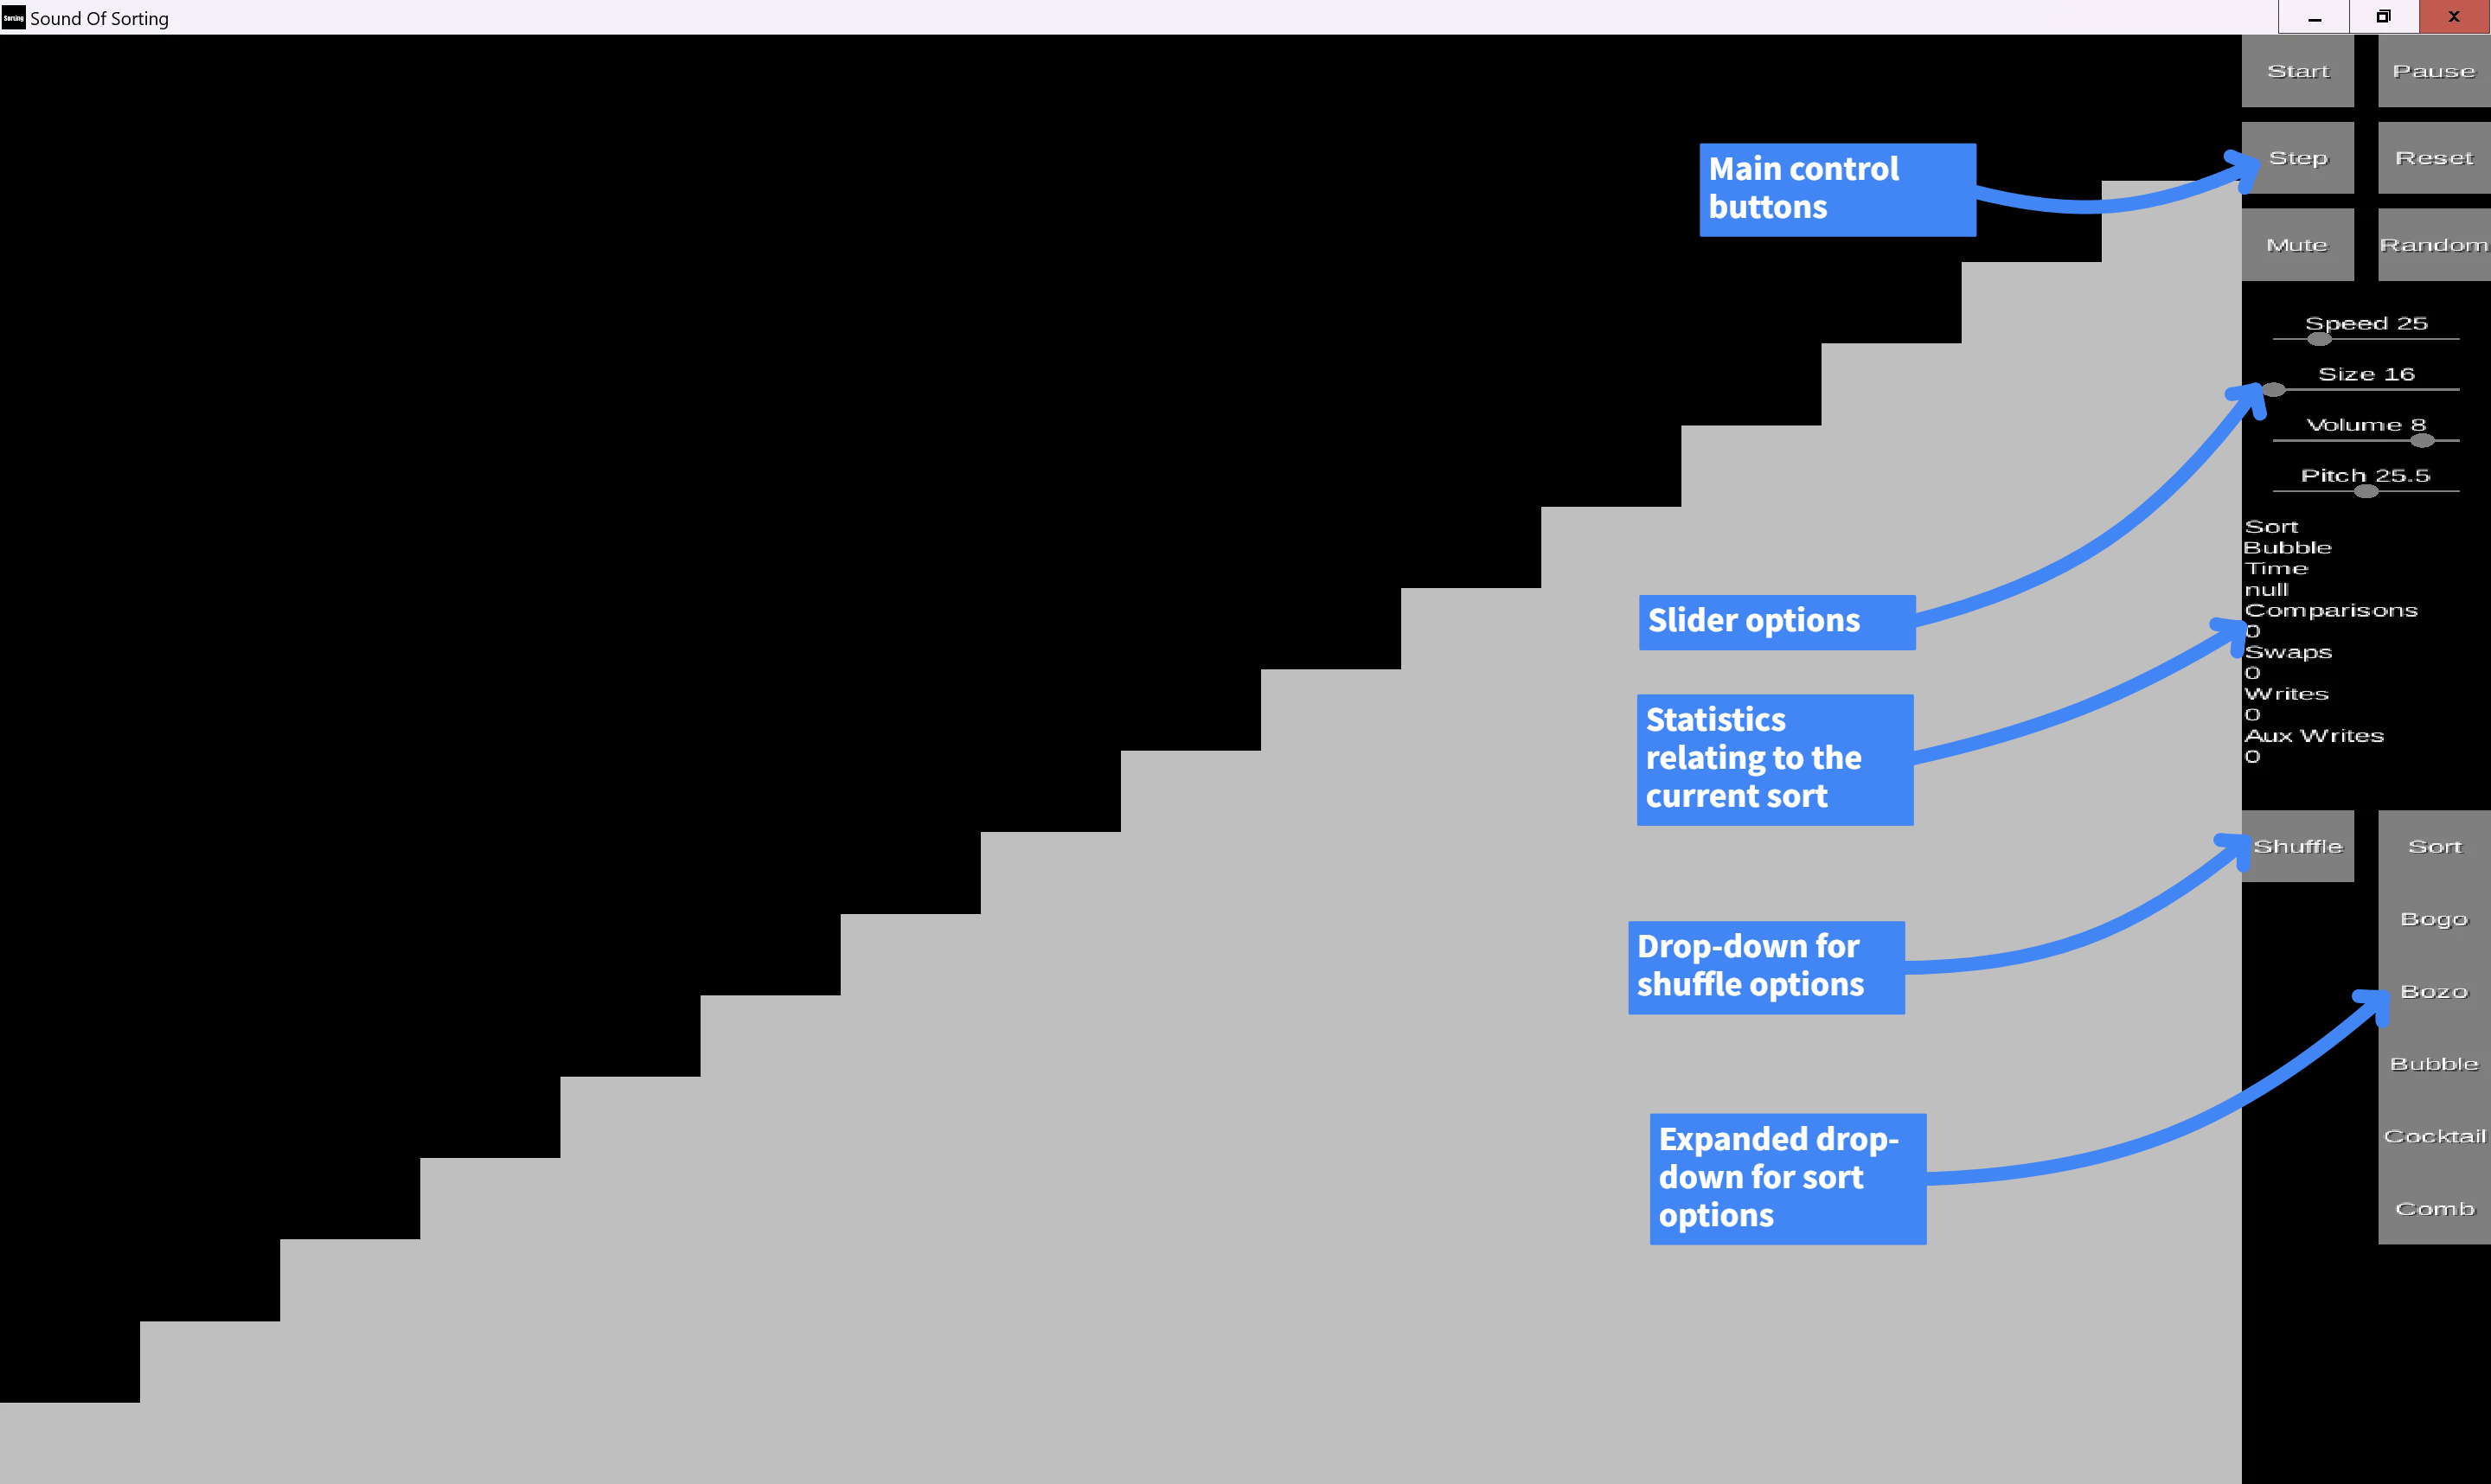 Sorting
Sound Of Sorting
Start
Pause
Main control
buttons
Step
Reset
Mute
Random
Speed 25
Size 16
Volume 8
Pitch 25.5
Sort
Bubble
Time
null
Comparisons
0
Swaps
0
Writes
0
Aux Writes
0
Slider options
Statistics
relating to the
current sort
Shuffle
Sort
Drop-down for
shuffle options
Bogo
Bozo
Bubble
Cocktail
Comb
Expanded drop-
down for sort
options